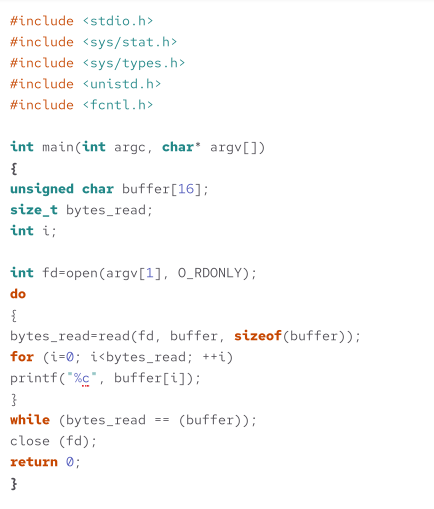 #include <stdio.h>
#include <sys/stat.h>
#include <sys/types.h>
#include <unistd.h>
#include <fcntl.h>

int main(int argc, char* argv[])
{
unsigned char buffer[16];
size_t bytes_read;
int i;

int fd=open(argv[1], O_RDONLY);
do
{
bytes_read=read(fd, buffer, sizeof(buffer));
for (i=0; i<bytes_read; ++i)
printf("%c", buffer[i]);
}
while (bytes_read == (buffer));
close (fd);
return 0;
}